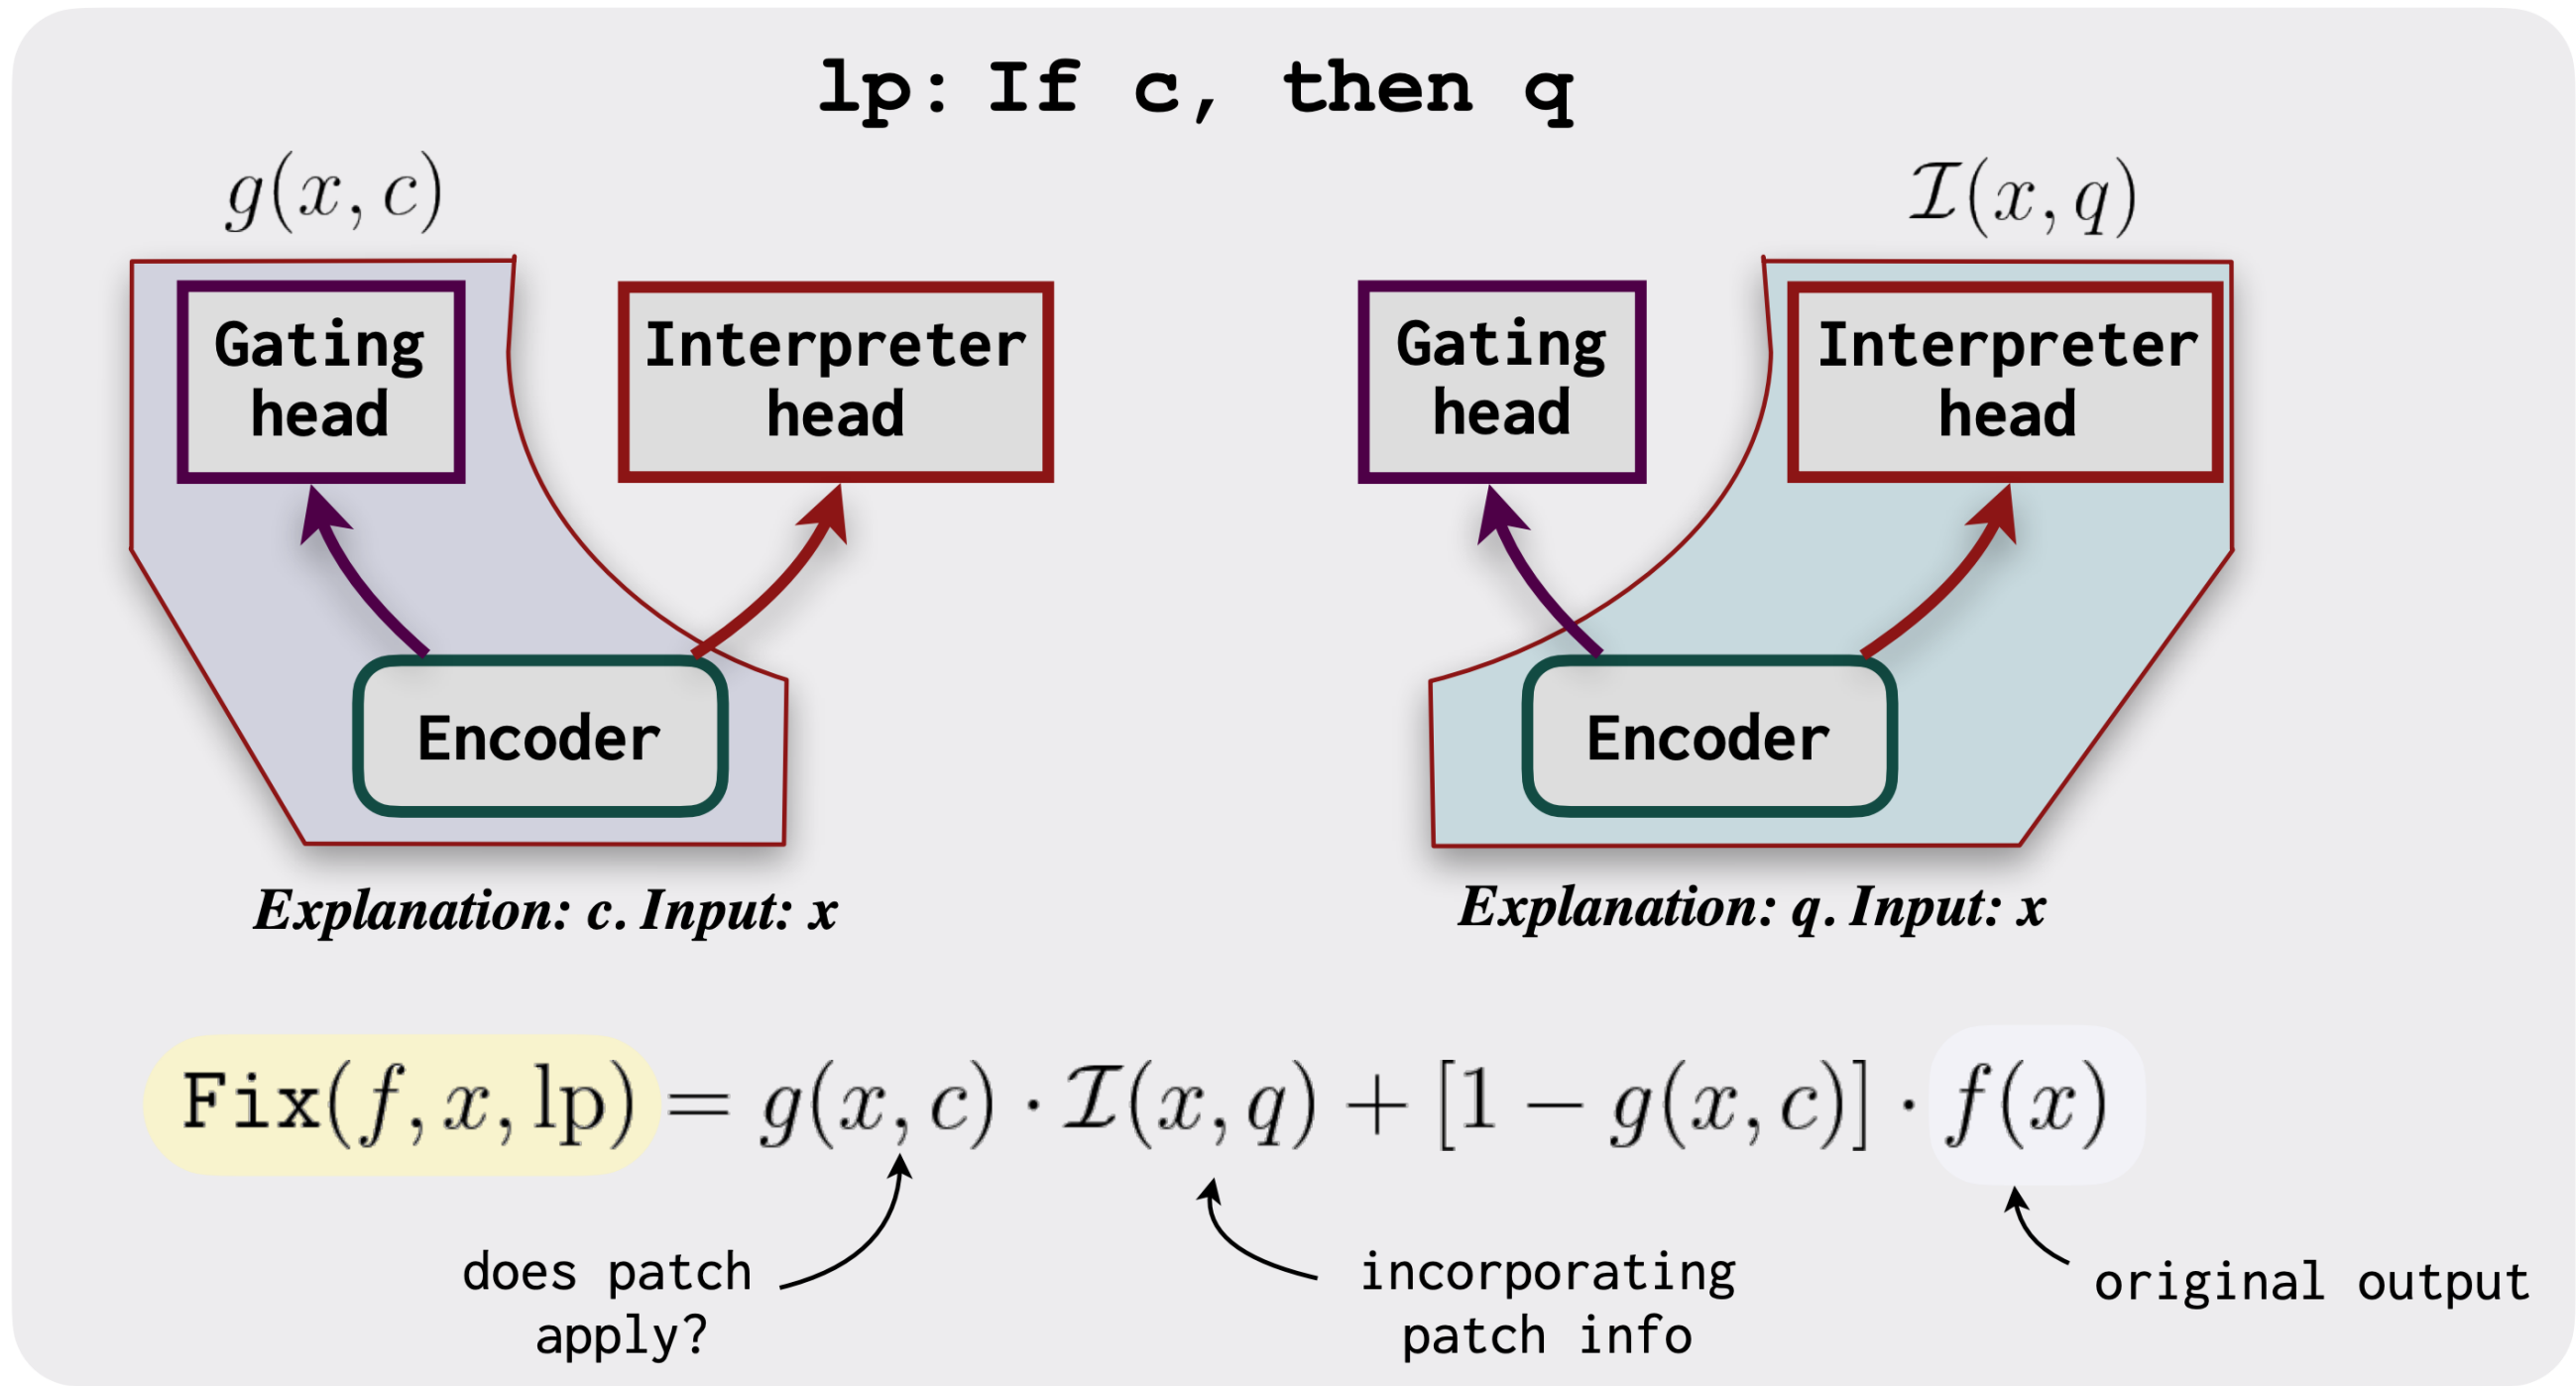 lp: If c, then q
g(x, c)
Gating
head
Interpreter
head
Encoder
Explanation: c. Input: x
ℐ(x, q)
Gating
head
Interpreter
head
Encoder
Explanation: q. Input: x
Fix(f, x, lp) = g(x, c) · ℐ(x, q) + [1 − g(x, c)] · f(x)
does patch
apply?
incorporating
patch info
original output